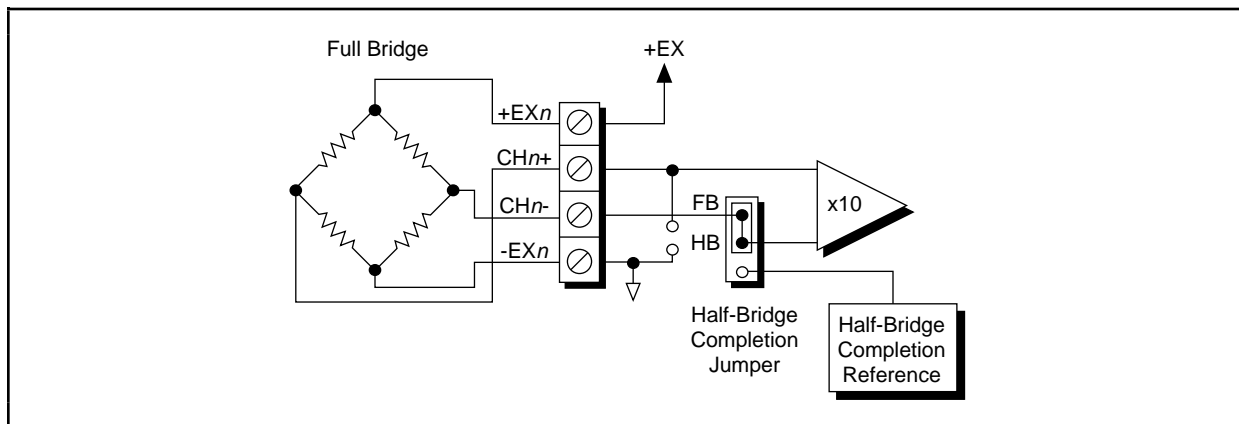 Full Bridge
+EX
+EXn
CHn+
CHn-
-EXn
FB
HB
x10
Half-Bridge
Completion
Jumper
Half-Bridge
Completion
Reference